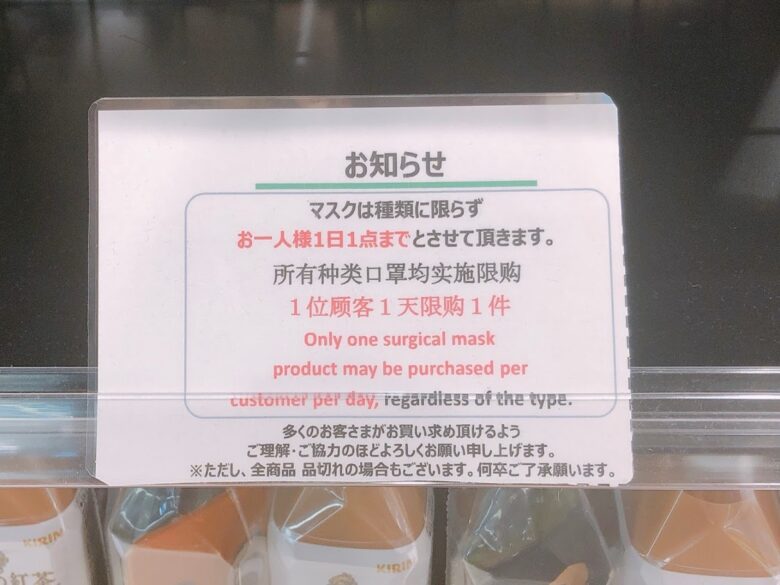 お知らせ
マスクは種類に限らず
お一人様1日1点までとさせて頂きます。
所有种类口罩均实施限购
１位顾客１天限购１件
Only one surgical mask
product may be purchased per
customer per day, regardless of the type.
多くのお客さまがお買い求め頂けるよう
ご理解・ご協力のほどよろしくお願い申し上げます。
※ただし、全商品 品切れの場合もございます。何卒ご了承願います。
KIRIN
KIRIN
KIRIN
の紅茶